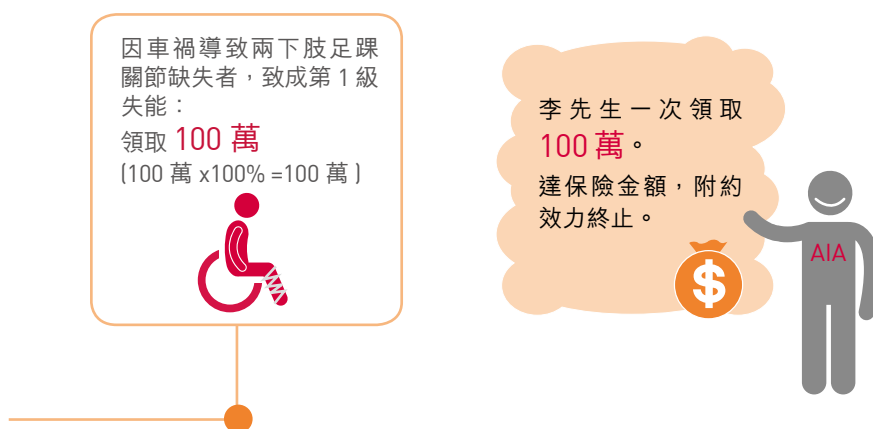 因車禍導致兩下肢足踝
關節缺失者，致成第 1 級
失能：
領取 100 萬
(100 萬 x100% =100 萬 )
李先生一次領取
100 萬。
達保險金額，附約
效力終止。
$
AIA